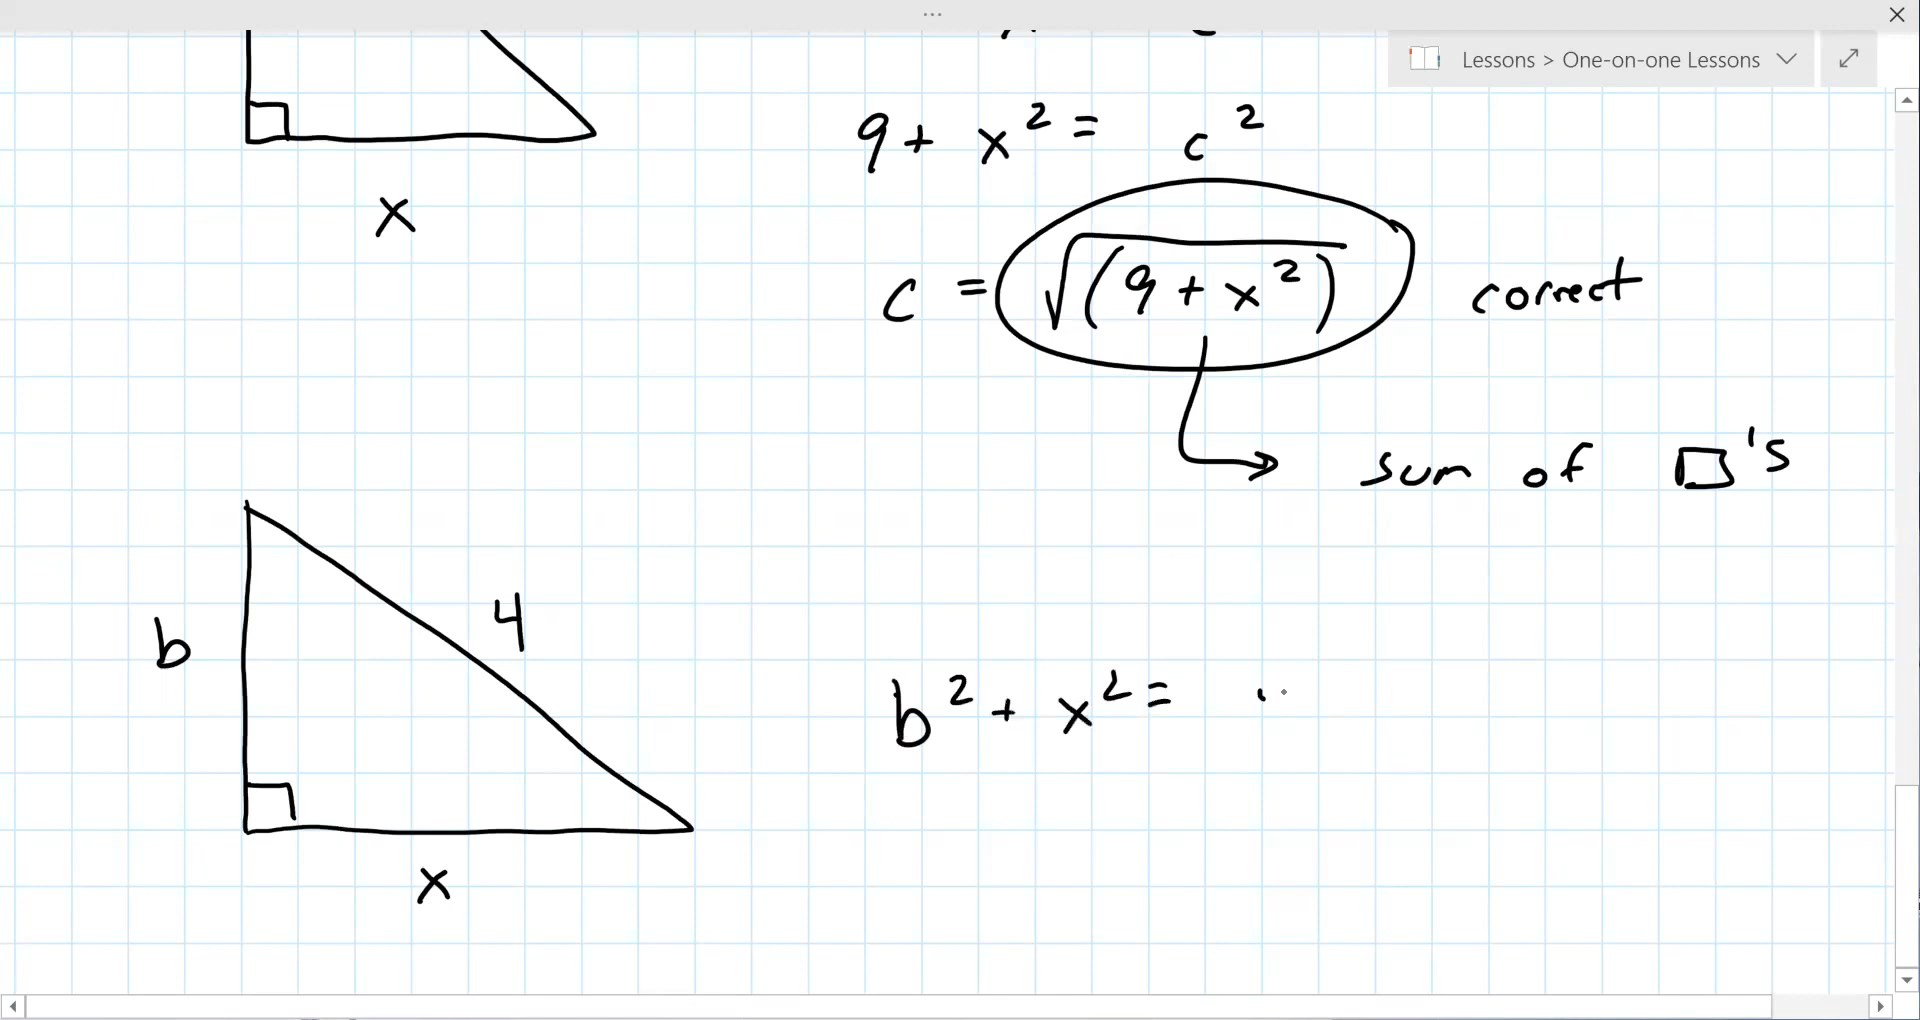 Lessons > One-on-one Lessons
9 + x² = c²
x
c = √(9 + x²) correct
sum of □'s
b
4
b² + x² =
x